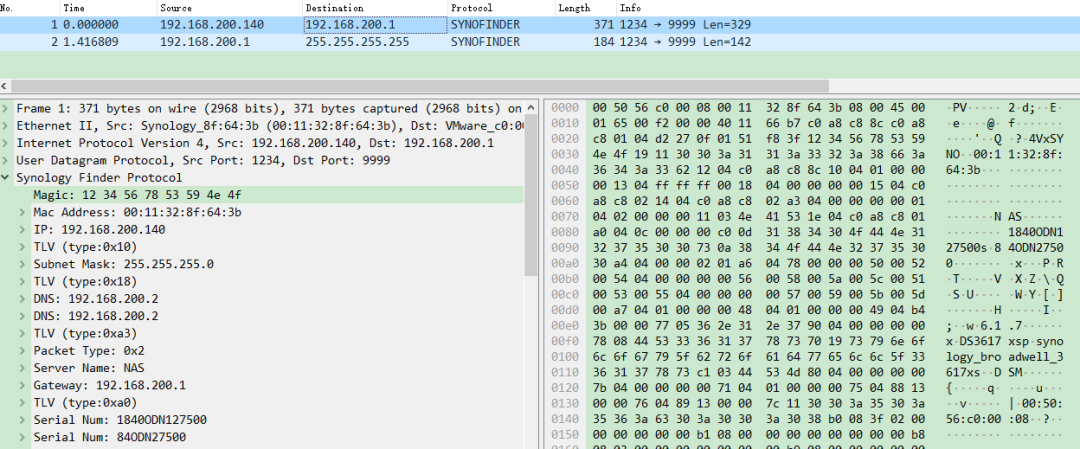 No. Time Source Destination Protocol Length Info
1 0.000000 192.168.200.140 192.168.200.1 SYNOFINDER 371 1234 → 9999 Len=329
2 1.416809 192.168.200.1 255.255.255.255 SYNOFINDER 184 1234 → 9999 Len=142
Frame 1: 371 bytes on wire (2968 bits), 371 bytes captured (2968 bits) on
Ethernet II, Src: Synology_8f:64:3b (00:11:32:8f:64:3b), Dst: VMware_c0:00
Internet Protocol Version 4, Src: 192.168.200.140, Dst: 192.168.200.1
User Datagram Protocol, Src Port: 1234, Dst Port: 9999
Synology Finder Protocol
Magic: 12 34 56 78 53 59 4e 4f
Mac Address: 00:11:32:8f:64:3b
IP: 192.168.200.140
TLV (type:0x10)
Subnet Mask: 255.255.255.0
TLV (type:0x18)
DNS: 192.168.200.2
DNS: 192.168.200.2
TLV (type:0xa3)
Packet Type: 0x2
Server Name: NAS
Gateway: 192.168.200.1
TLV (type:0xa0)
Serial Num: 1840ODN127500
Serial Num: 84ODN27500
0000 00 50 56 c0 00 08 00 11 32 8f 64 3b 08 00 45 00 ·PV·····2·d;··E·
0010 01 65 00 f2 00 00 40 11 66 b7 c0 a8 c8 8c c0 a8 ·e····@·f·······
0020 c8 01 04 d2 27 0f 01 51 f3 3f 12 34 56 78 53 59 ····'··Q·?·4VxSY
0030 4e 4f 19 11 30 30 3a 31 31 3a 33 32 3a 38 66 3a NO··00:11:32:8f:
0040 36 34 3a 33 62 12 04 c0 a8 c8 8c 10 04 01 00 00 64:3b···········
0050 00 13 04 ff ff ff 00 18 04 00 00 00 00 15 04 c0 ················
0060 a8 c8 02 14 04 c0 a8 c8 02 a3 04 00 00 00 00 01 ················
0070 04 02 00 00 00 11 03 4e 41 53 1e 04 c0 a8 c8 01 ·······NAS······
0080 a0 04 0c 00 00 00 c0 0d 31 38 34 30 4f 44 4e 31 ········1840ODN1
0090 32 37 35 30 30 73 0a 38 34 4f 44 4e 32 37 35 30 27500s·84ODN2750
00a0 30 a4 04 00 00 02 01 a6 04 78 00 00 00 50 00 52 0········x···P·R
00b0 00 54 04 00 00 00 00 56 00 58 00 5a 00 5c 00 51 ·T·····V·X·Z·\·Q
00c0 00 53 00 55 04 00 00 00 00 57 00 59 00 5b 00 5d ·S·U·····W·Y·[·]
00d0 00 a7 04 01 00 00 00 48 04 01 00 00 00 49 04 b4 ·······H·····I··
00e0 3b 00 00 77 05 36 2e 31 2e 37 90 04 00 00 00 00 ;··w·6.1.7······
00f0 78 08 44 53 33 36 31 37 78 73 70 19 73 79 6e 6f x·DS3617xsp·syno
0100 6c 6f 67 79 5f 62 72 6f 61 64 77 65 6c 6c 5f 33 logy_broadwell_3
0110 36 31 37 78 73 c1 03 44 53 4d 80 04 00 00 00 00 617xs··DSM······
0120 7b 04 00 00 00 00 71 04 01 00 00 00 75 04 88 13 {·····q·····u···
0130 00 00 76 04 89 13 00 00 7c 11 30 30 3a 35 30 3a ··v·····|·00:50:
0140 35 36 3a 63 30 3a 30 30 3a 30 38 b0 08 3f 02 00 56:c0:00:08··?··
0150 00 00 00 00 00 b1 08 00 00 00 00 00 00 00 00 b8 ················